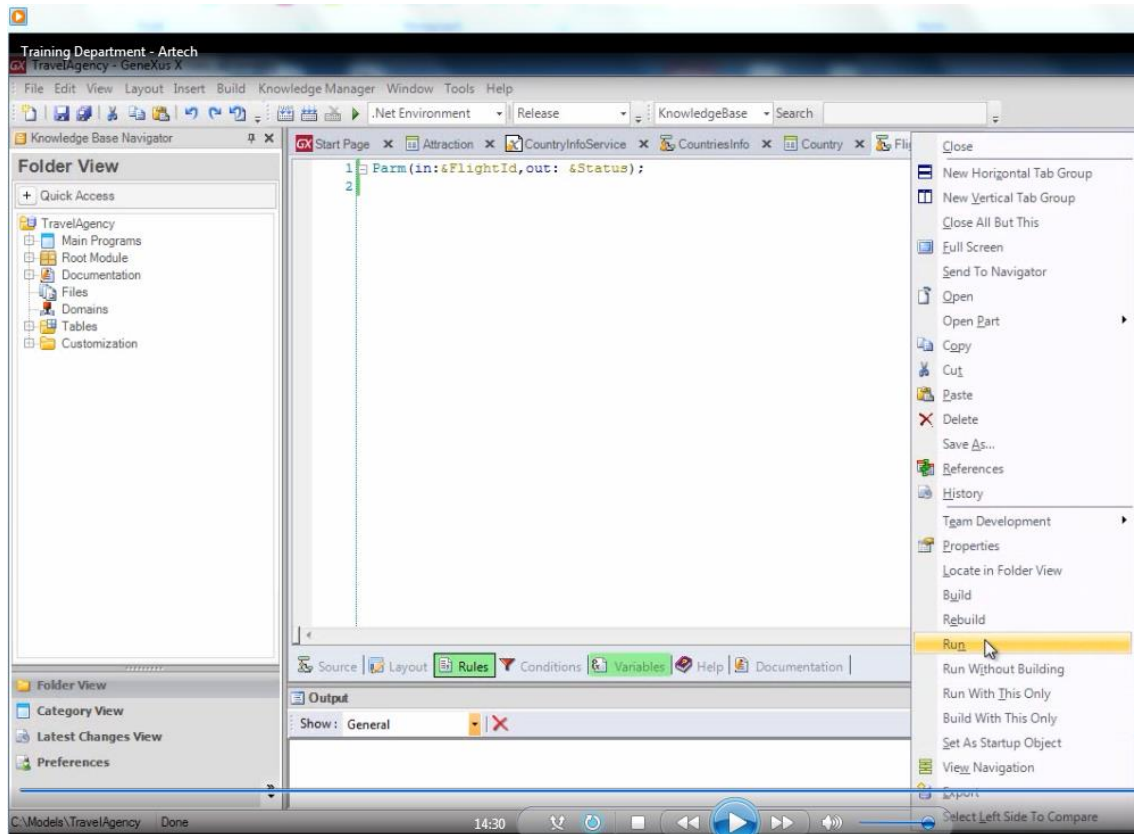 Training Department - Artech
TravelAgency - GeneXus X
File Edit View Layout Insert Build Knowledge Manager Window Tools Help
.Net Environment Release KnowledgeBase Search
Knowledge Base Navigator
Folder View
Quick Access
TravelAgency
Main Programs
Root Module
Documentation
Files
Domains
Tables
Customization
Folder View
Category View
Latest Changes View
Preferences
Start Page Attraction CountryInfoService CountriesInfo Country
1 Parm(in:&FlightId,out: &Status);
2
Source Layout Rules Conditions Variables Help Documentation
Output
Show: General
Close
New Horizontal Tab Group
New Vertical Tab Group
Close All But This
Full Screen
Send To Navigator
Open
Open Part
Copy
Cut
Paste
Delete
Save As...
References
History
Team Development
Properties
Locate in Folder View
Build
Rebuild
Run
Run Without Building
Run With This Only
Build With This Only
Set As Startup Object
View Navigation
Export
Select Left Side To Compare
C:\Models\TravelAgency Done
14:30